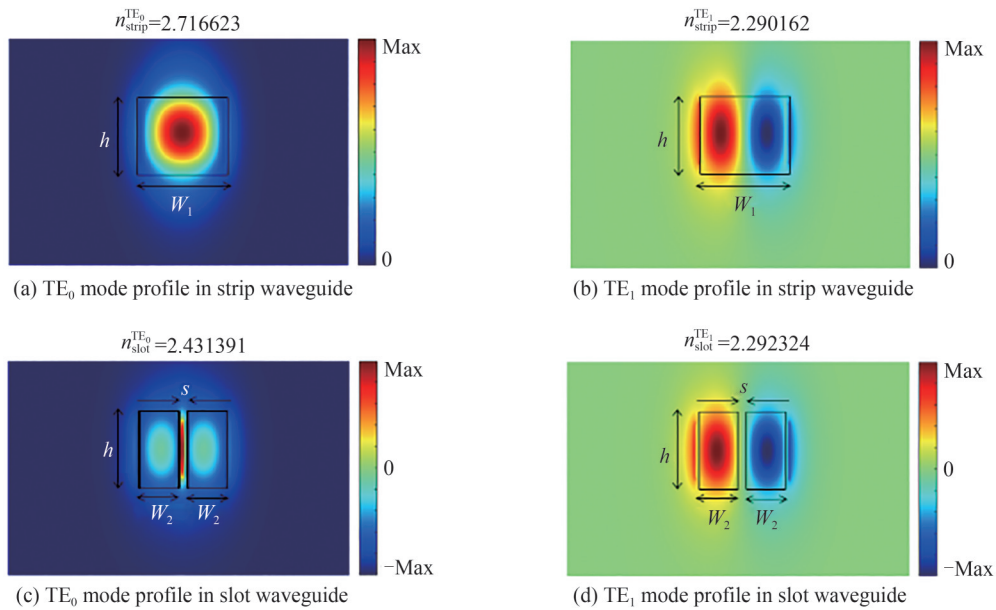 n_strip^TE₀=2.716623
Max
h
W₁
0
(a) TE₀ mode profile in strip waveguide
n_strip^TE₁=2.290162
Max
h
W₁
0
(b) TE₁ mode profile in strip waveguide
n_slot^TE₀=2.431391
Max
s
h
0
W₂ W₂
−Max
(c) TE₀ mode profile in slot waveguide
n_slot^TE₁=2.292324
Max
s
h
0
W₂ W₂
−Max
(d) TE₁ mode profile in slot waveguide